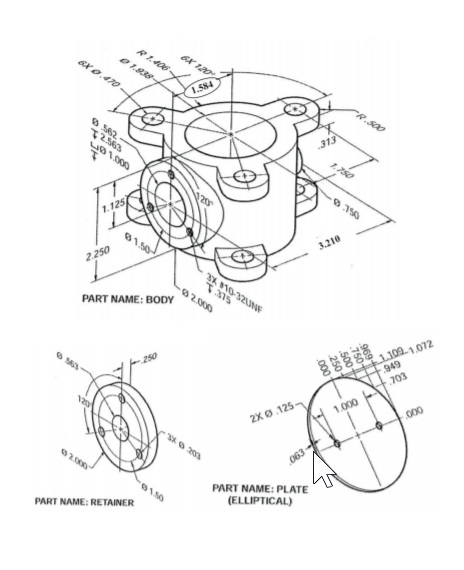 R 1.406
6X 120°
Ø 1.938
6X Ø .470
1.584
R .500
.313
1.750
Ø .562
↧ 2.563
⌴ Ø 1.000
↧
120°
1.125
Ø .750
3.210
Ø 1.50
2.250
3X #10-32UNF
↧ .375
Ø 2.000
PART NAME: BODY
.250
Ø .563
120°
3X Ø .203
Ø 2.000
Ø 1.50
PART NAME: RETAINER
.969
.750
.500
.250
.000
1.109
1.072
.949
.703
2X Ø .125
1.000
.000
.063
PART NAME: PLATE
(ELLIPTICAL)